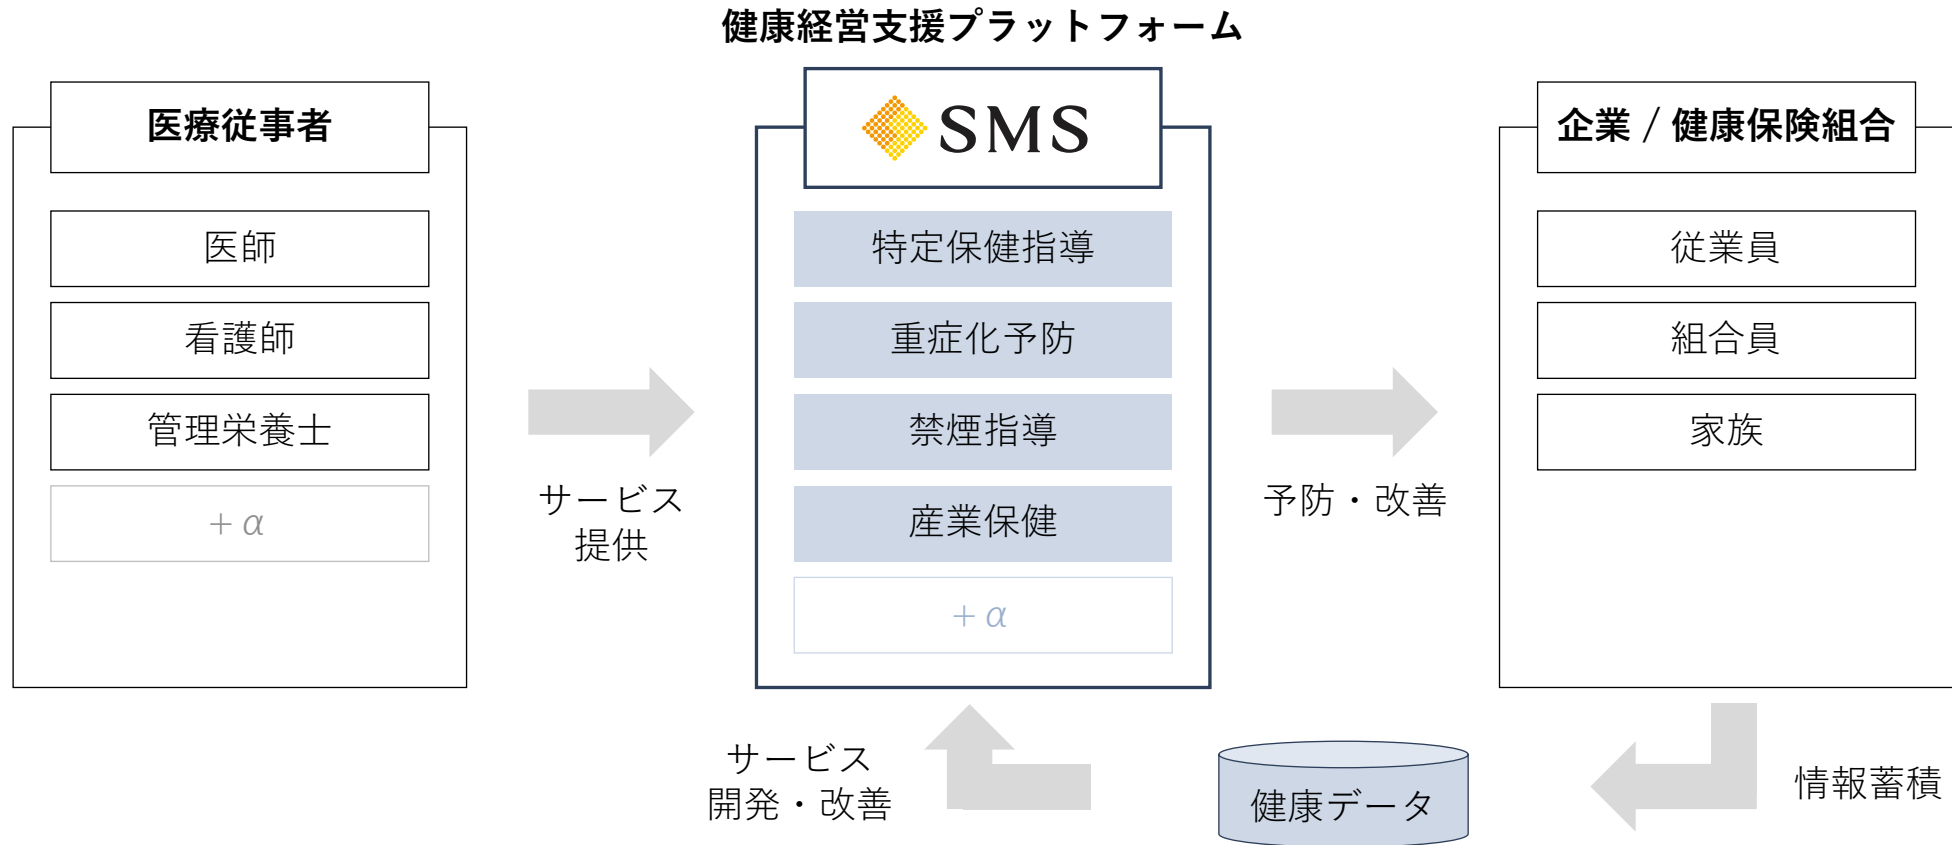 健康経営支援プラットフォーム
医療従事者
医師
看護師
管理栄養士
+ α
サービス
提供
SMS
特定保健指導
重症化予防
禁煙指導
産業保健
+ α
予防・改善
企業 / 健康保険組合
従業員
組合員
家族
サービス
開発・改善
健康データ
情報蓄積